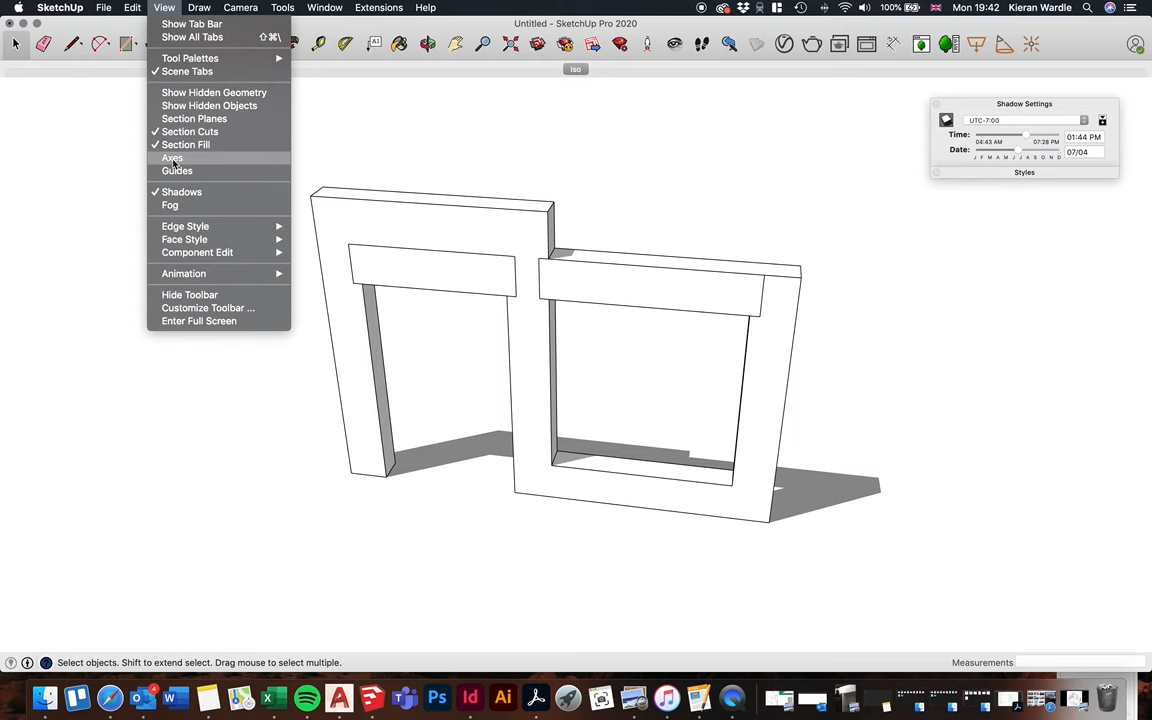 SketchUp File Edit View Draw Camera Tools Window Extensions Help 100% Mon 19:42 Kieran Wardle
Untitled - SketchUp Pro 2020
Iso
Show Tab Bar
Show All Tabs ⇧⌘\
Tool Palettes
✓ Scene Tabs
Show Hidden Geometry
Show Hidden Objects
Section Planes
✓ Section Cuts
✓ Section Fill
Axes
Guides
✓ Shadows
Fog
Edge Style
Face Style
Component Edit
Animation
Hide Toolbar
Customize Toolbar ...
Enter Full Screen
Shadow Settings
UTC-7:00
Time: 01:44 PM
04:43 AM 07:28 PM
Date: 07/04
J F M A M J J A S O N D
Styles
Select objects. Shift to extend select. Drag mouse to select multiple.
Measurements
4
W X A Ps Id Ai